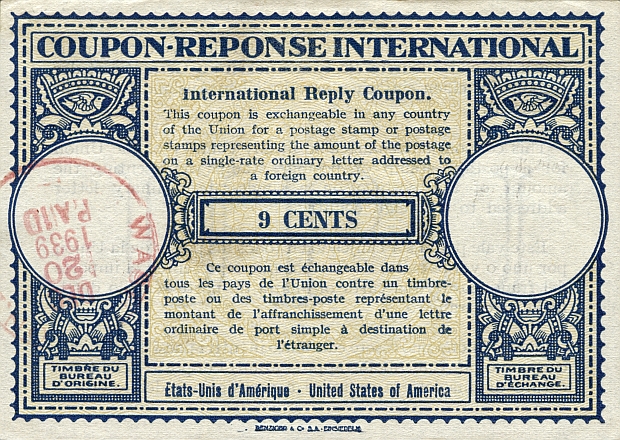 COUPON-REPONSE INTERNATIONAL
International Reply Coupon.
This coupon is exchangeable in any country
of the Union for a postage stamp or postage
stamps representing the amount of the postage
on a single-rate ordinary letter addressed to
a foreign country.
9 CENTS
Ce coupon est échangeable dans
tous les pays de l'Union contre un timbre-
poste ou des timbres-poste représentant le
montant de l'affranchissement d'une lettre
ordinaire de port simple à destination de
l'étranger.
PAID
1939
20
TIMBRE DU
BUREAU
D'ORIGINE.
TIMBRE DU
BUREAU
D'ÉCHANGE.
Etats-Unis d'Amérique · United States of America
BENZIGER & Co S.A.